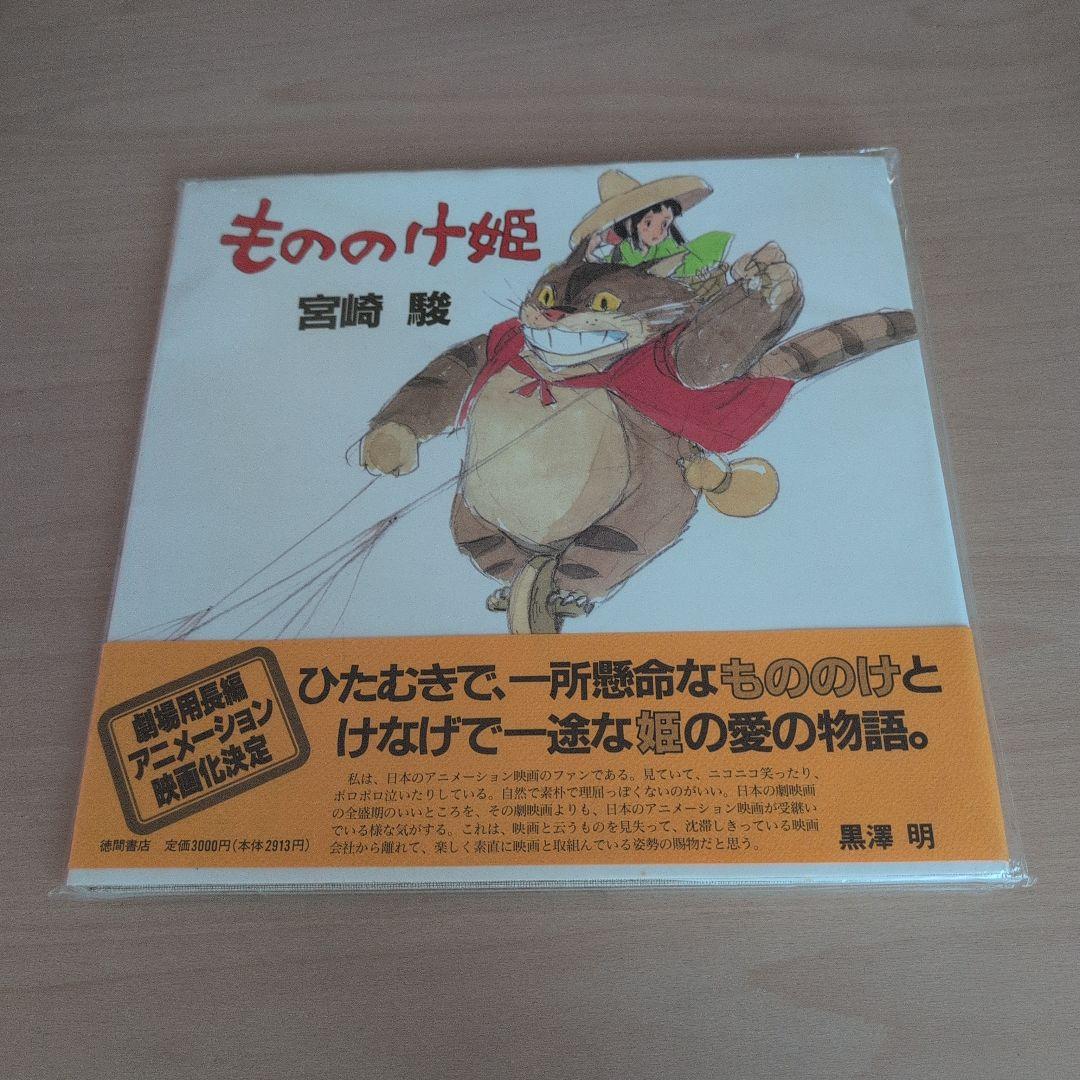 もののけ姫
宮崎 駿
劇場用長編
アニメーション
映画化決定
ひたむきで、一所懸命なもののけと
けなげで一途な姫の愛の物語。
私は、日本のアニメーション映画のファンである。見ていて、ニコニコ笑ったり、
ボロボロ泣いたりしている。自然で素朴で理屈っぽくないのがいい。日本の劇映画
の全盛期のいいところを、その劇映画よりも、日本のアニメーション映画が受継い
でいる様な気がする。これは、映画と云うものを見失って、沈滞しきっている映画
会社から離れて、楽しく素直に映画と取組んでいる姿勢の賜物だと思う。
黒澤 明
徳間書店 定価3000円(本体2913円)